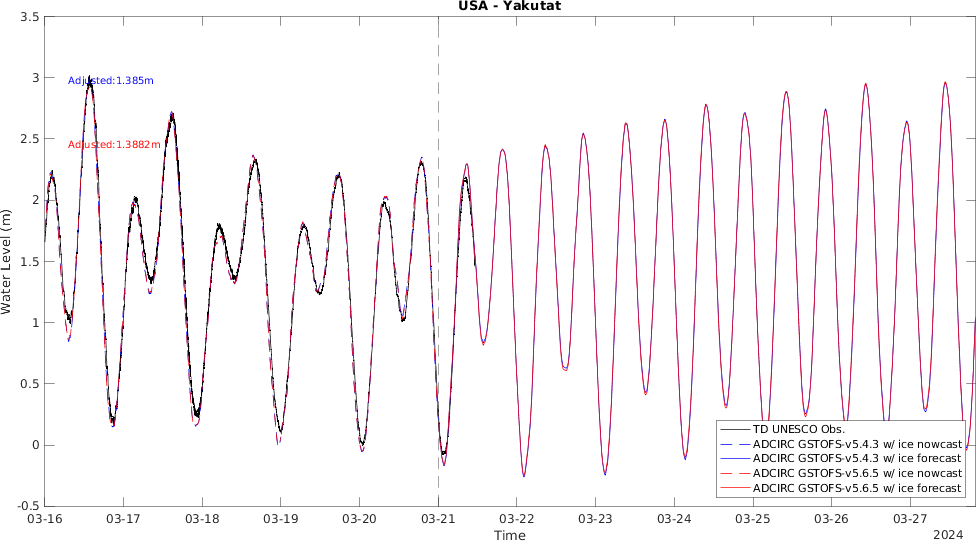 USA - Yakutat
3.5
3
2.5
2
1.5
1
0.5
0
-0.5
Water Level (m)
Adjusted:1.385m
Adjusted:1.3882m
TD UNESCO Obs.
ADCIRC GSTOFS-v5.4.3 w/ ice nowcast
ADCIRC GSTOFS-v5.4.3 w/ ice forecast
ADCIRC GSTOFS-v5.6.5 w/ ice nowcast
ADCIRC GSTOFS-v5.6.5 w/ ice forecast
03-16 03-17 03-18 03-19 03-20 03-21 03-22 03-23 03-24 03-25 03-26 03-27
Time
2024